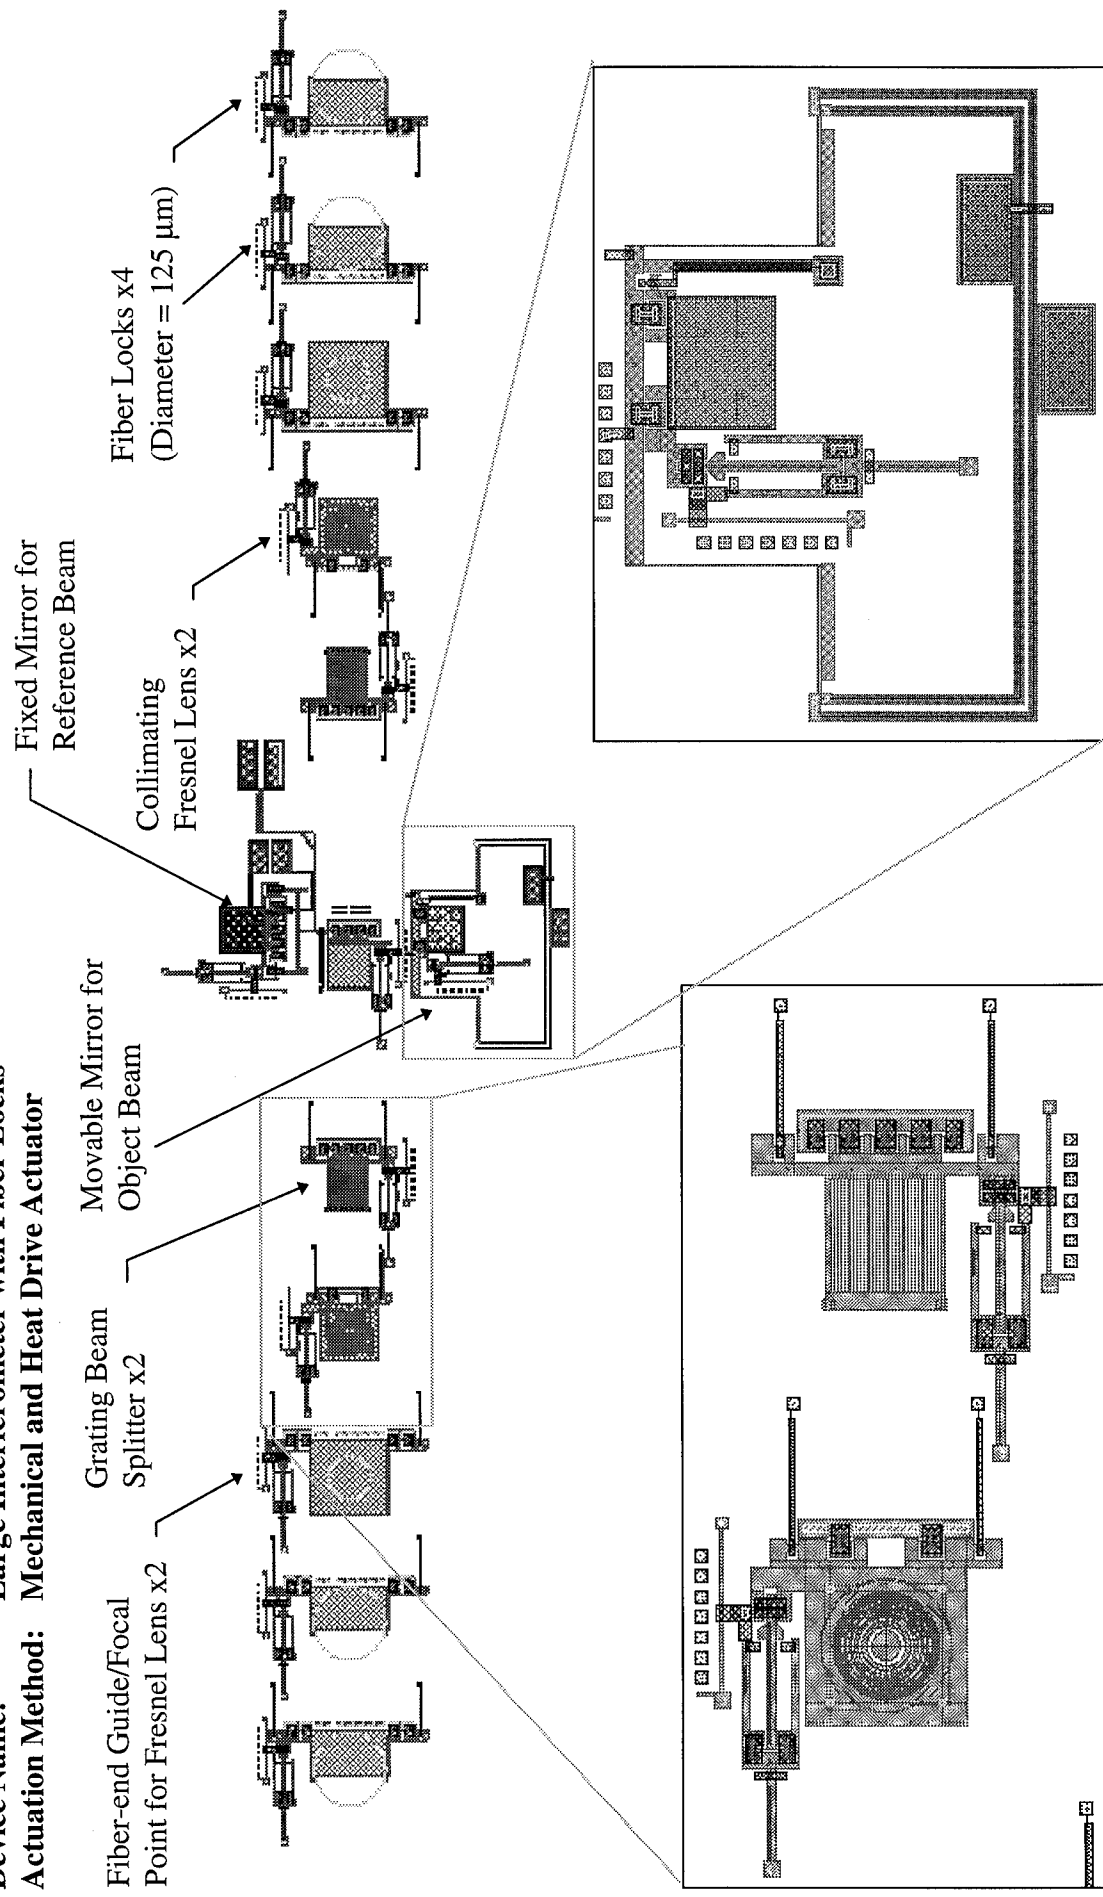 Device Name: Large Interferometer with Fiber Locks
Actuation Method: Mechanical and Heat Drive Actuator
Fiber-end Guide/Focal
Point for Fresnel Lens x2
Grating Beam
Splitter x2
Movable Mirror for
Object Beam
Fixed Mirror for
Reference Beam
Collimating
Fresnel Lens x2
Fiber Locks x4
(Diameter = 125 μm)